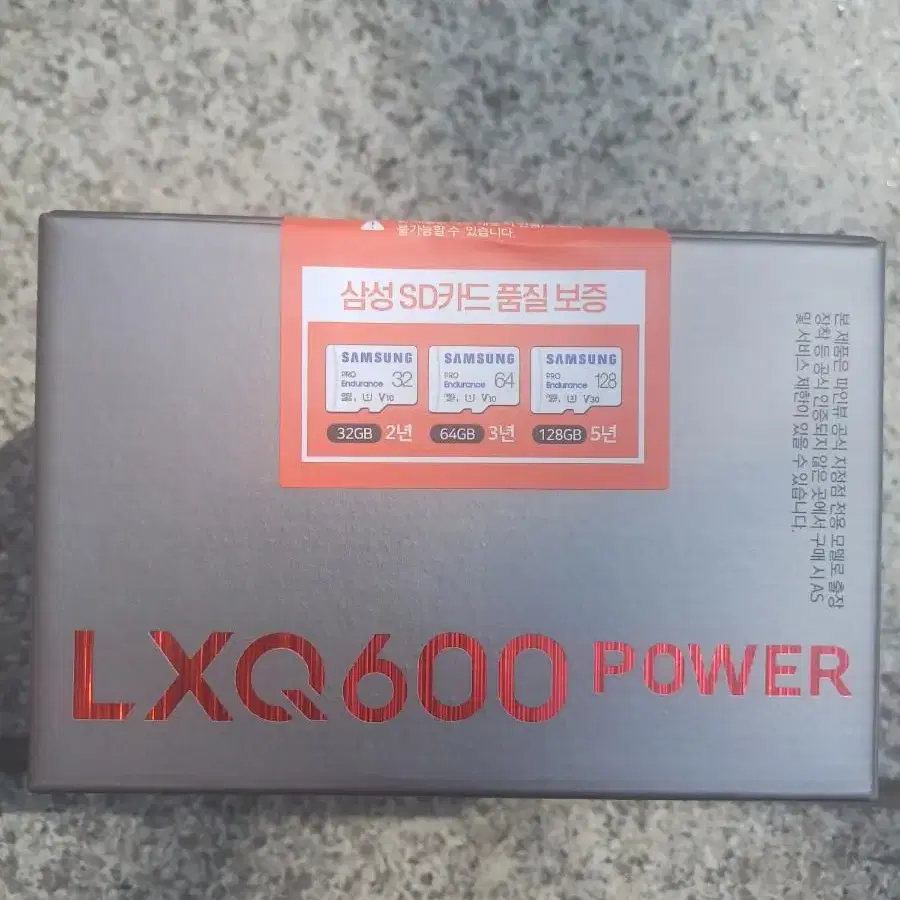 불가능할 수 있습니다.
삼성 SD카드 품질 보증
SAMSUNG
PRO
Endurance 32
V10
SAMSUNG
PRO
Endurance 64
V10
SAMSUNG
PRO
Endurance 128
V30
32GB 2년
64GB 3년
128GB 5년
본 제품은 파인뷰 공식 지정점 전용 모델로 출장
장착 등 공식 인증되지 않은 곳에서 구매 시 AS
및 서비스 제한이 있을 수 있습니다.
LXQ600 POWER